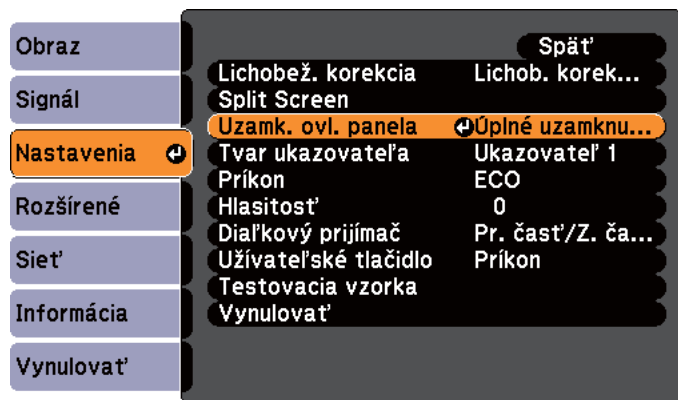 Obraz
Signál
Nastavenia
Rozšírené
Sieť
Informácia
Vynulovať
Späť
Lichobež. korekcia Lichob. korek...
Split Screen
Uzamk. ovl. panela Úplné uzamknu...
Tvar ukazovateľa Ukazovateľ 1
Príkon ECO
Hlasitosť 0
Diaľkový prijímač Pr. časť/Z. ča...
Užívateľské tlačidlo Príkon
Testovacia vzorka
Vynulovať